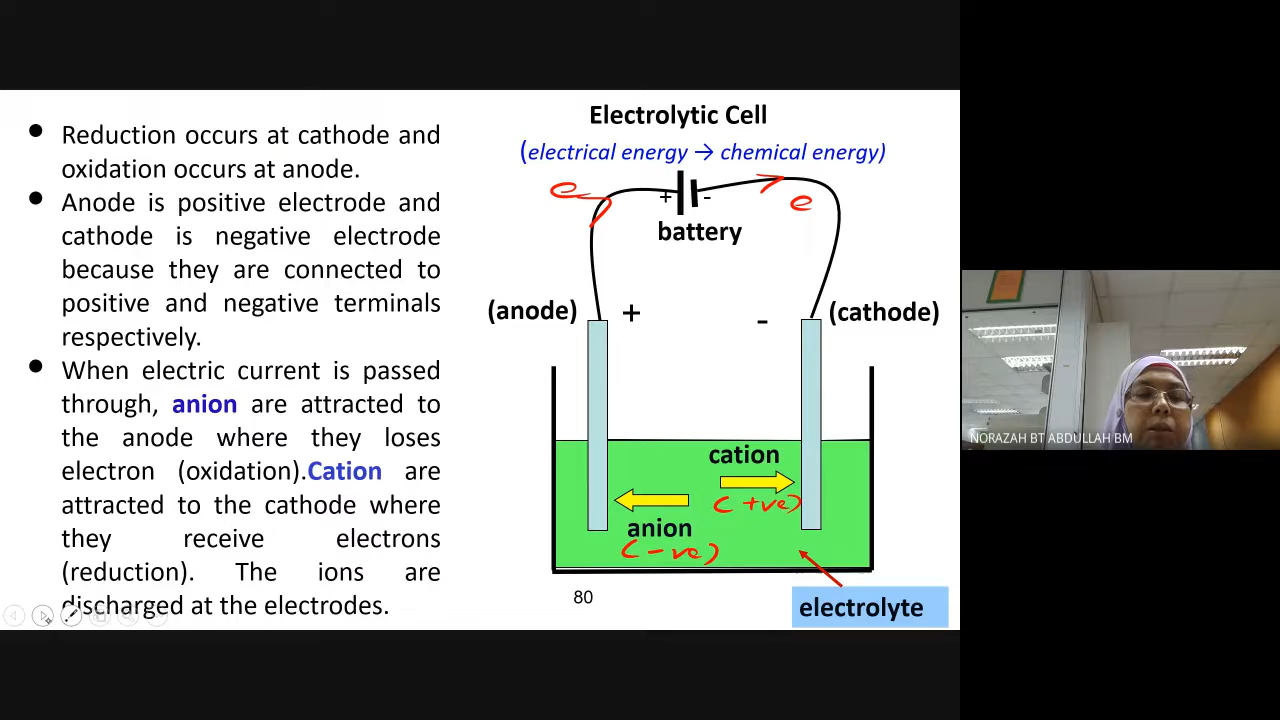 • Reduction occurs at cathode and
oxidation occurs at anode.
• Anode is positive electrode and
cathode is negative electrode
because they are connected to
positive and negative terminals
respectively.
• When electric current is passed
through, anion are attracted to
the anode where they loses
electron (oxidation).Cation are
attracted to the cathode where
they receive electrons
(reduction). The ions are
discharged at the electrodes.
Electrolytic Cell
(electrical energy → chemical energy)
e
+ -
e
battery
(anode) + - (cathode)
cation
(+ve)
anion
(-ve)
80
electrolyte
NORAZAH BT ABDULLAH BM